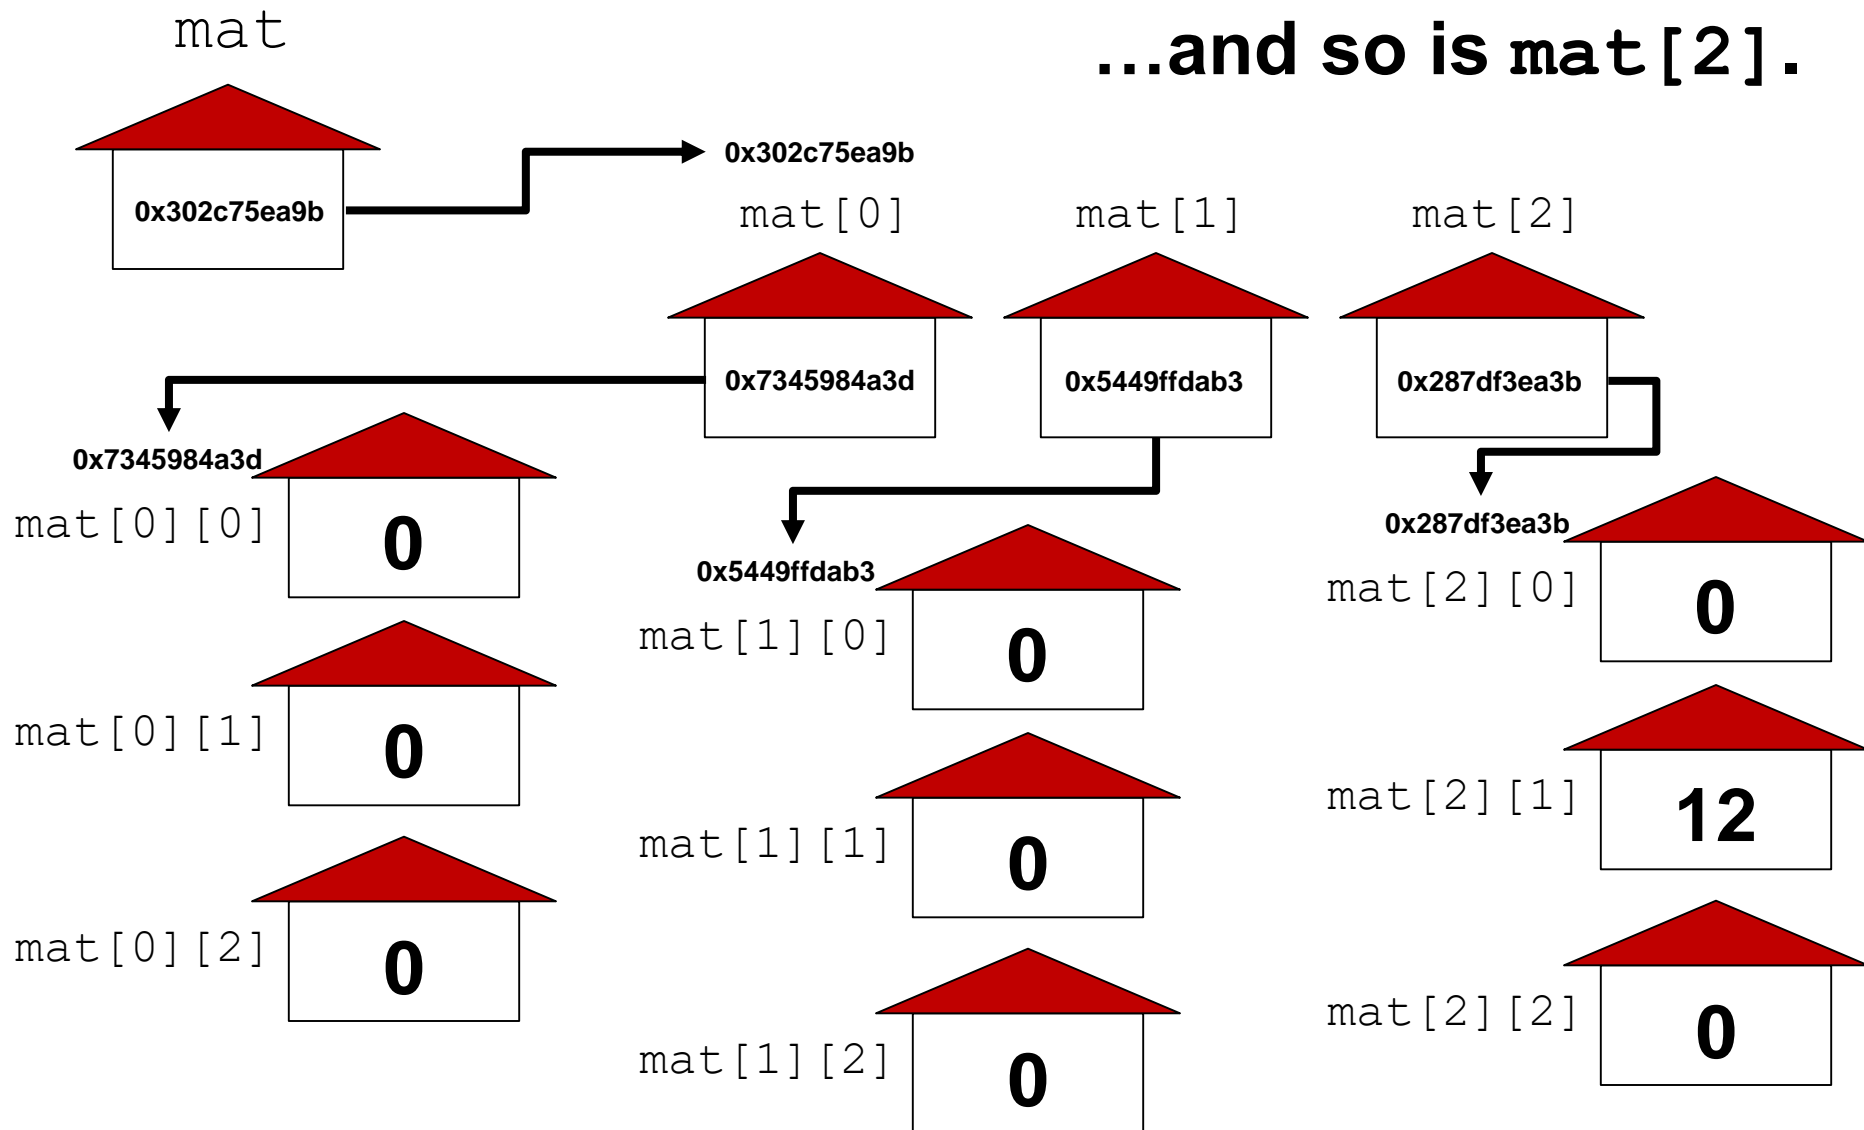 mat
…and so is mat[2].
0x302c75ea9b
0x302c75ea9b
mat[0] mat[1] mat[2]
0x7345984a3d 0x5449ffdab3 0x287df3ea3b
0x7345984a3d
mat[0][0] 0
0x287df3ea3b
0x5449ffdab3
mat[2][0] 0
mat[1][0] 0
mat[0][1] 0
mat[2][1] 12
mat[1][1] 0
mat[0][2] 0
mat[2][2] 0
mat[1][2] 0